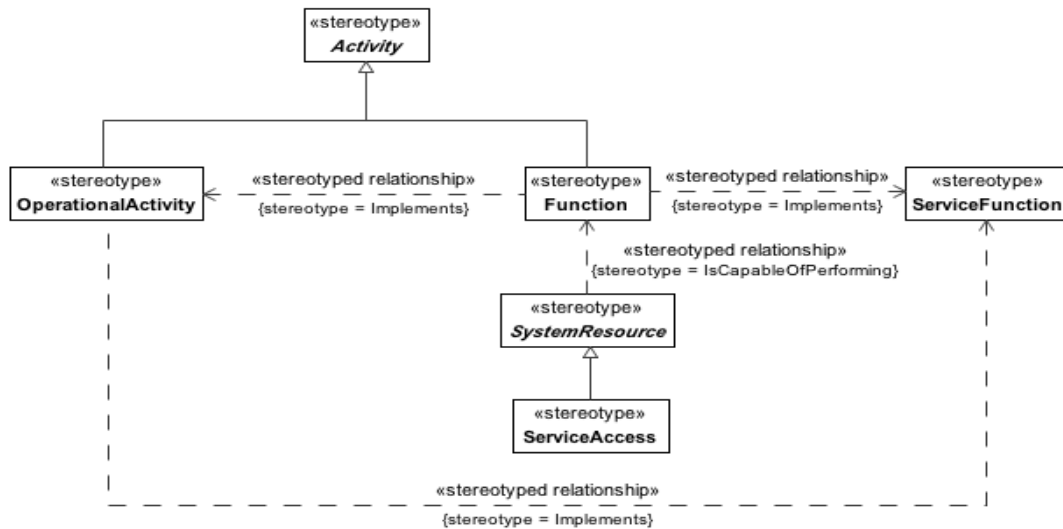 «stereotype»
Activity
«stereotype»
OperationalActivity
«stereotyped relationship»
{stereotype = Implements}
«stereotype»
Function
«stereotyped relationship»
{stereotype = Implements}
«stereotype»
ServiceFunction
«stereotyped relationship»
{stereotype = IsCapableOfPerforming}
«stereotype»
SystemResource
«stereotype»
ServiceAccess
«stereotyped relationship»
{stereotype = Implements}